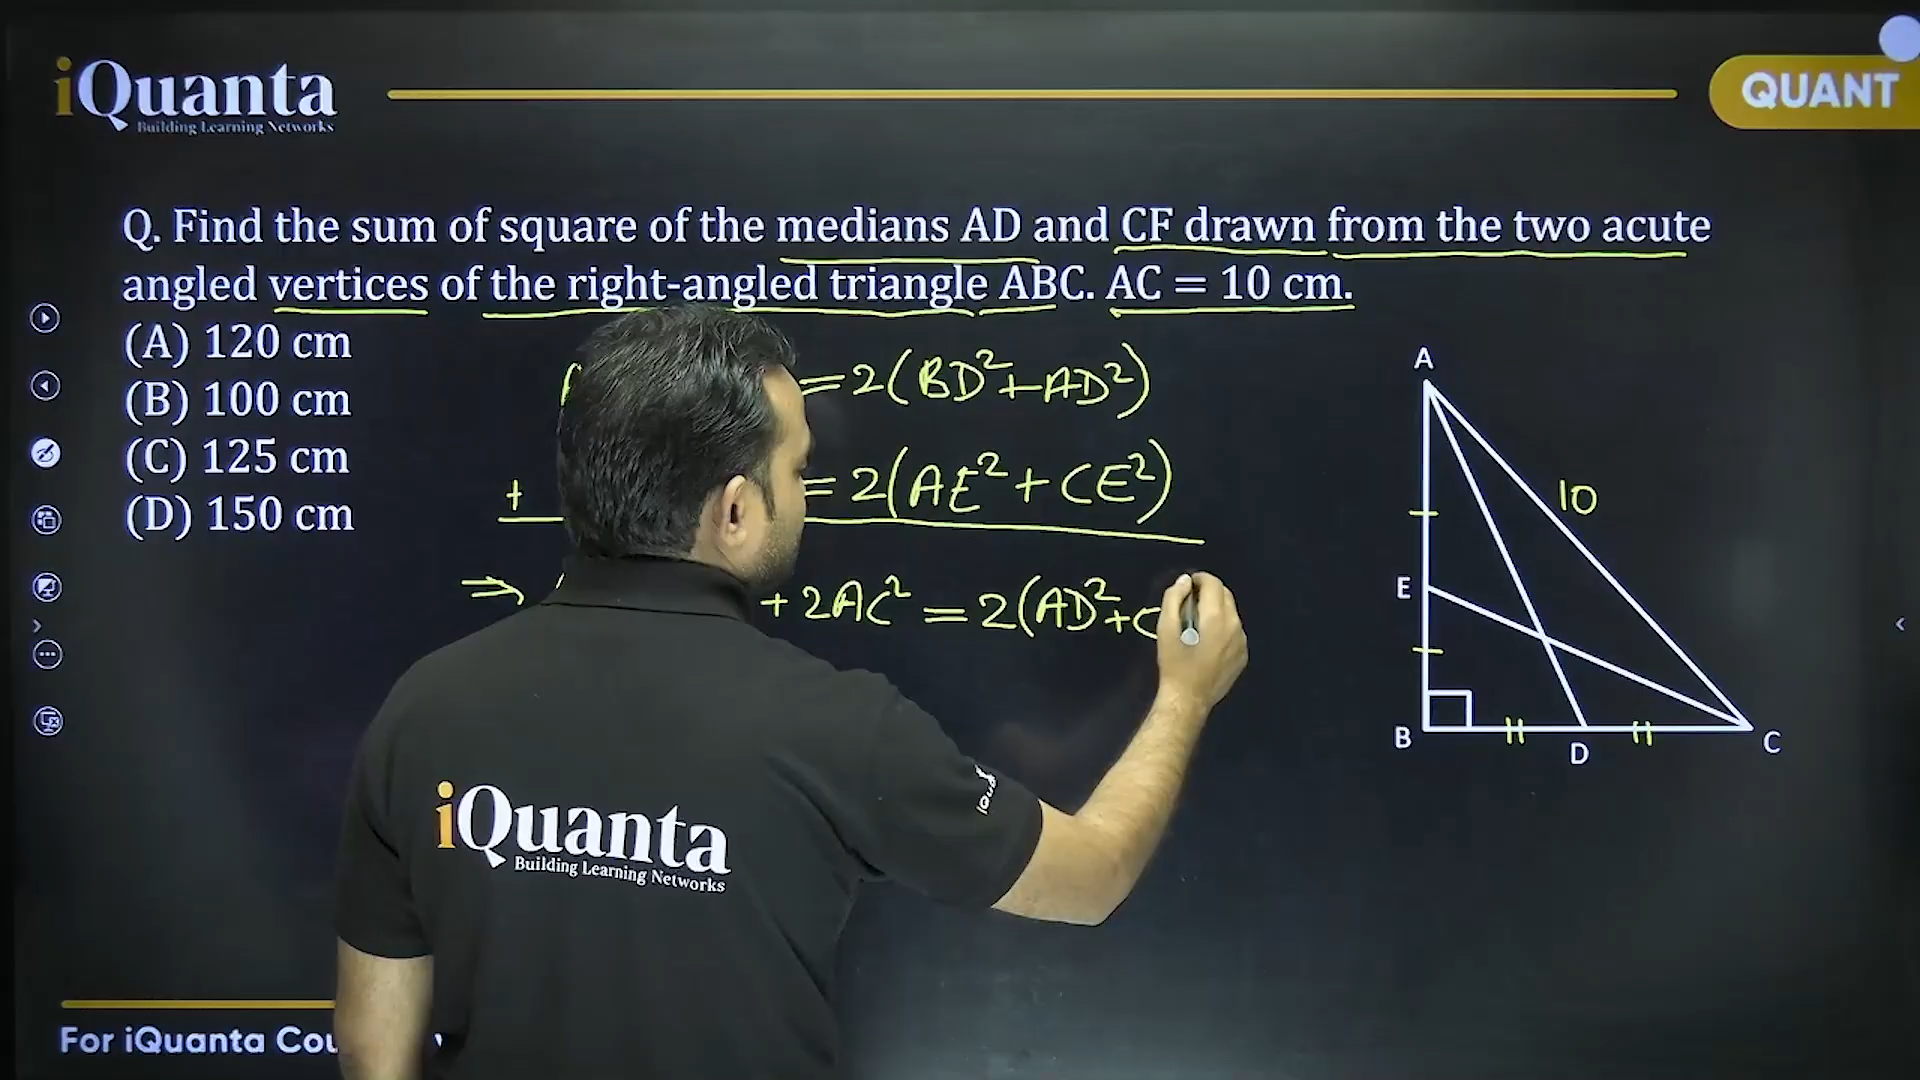 iQuanta
Building Learning Networks
QUANT
Q. Find the sum of square of the medians AD and CF drawn from the two acute
angled vertices of the right-angled triangle ABC. AC = 10 cm.
(A) 120 cm
(B) 100 cm
(C) 125 cm
(D) 150 cm
= 2(BD² + AD²)
+ = 2(AE² + CE²)
⇒ + 2AC² = 2(AD² + C
A
10
E
B
D
C
iQuanta
Building Learning Networks
For iQuanta